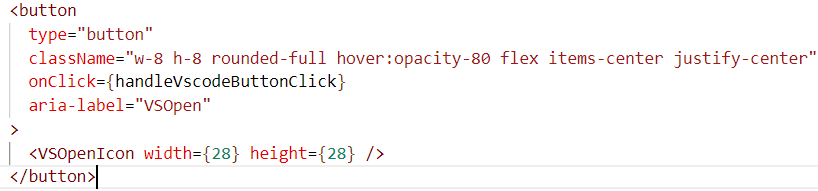 <button
type="button"
className="w-8 h-8 rounded-full hover:opacity-80 flex items-center justify-center"
onClick={handleVscodeButtonClick}
aria-label="VSOpen"
>
<VSOpenIcon width={28} height={28} />
</button>